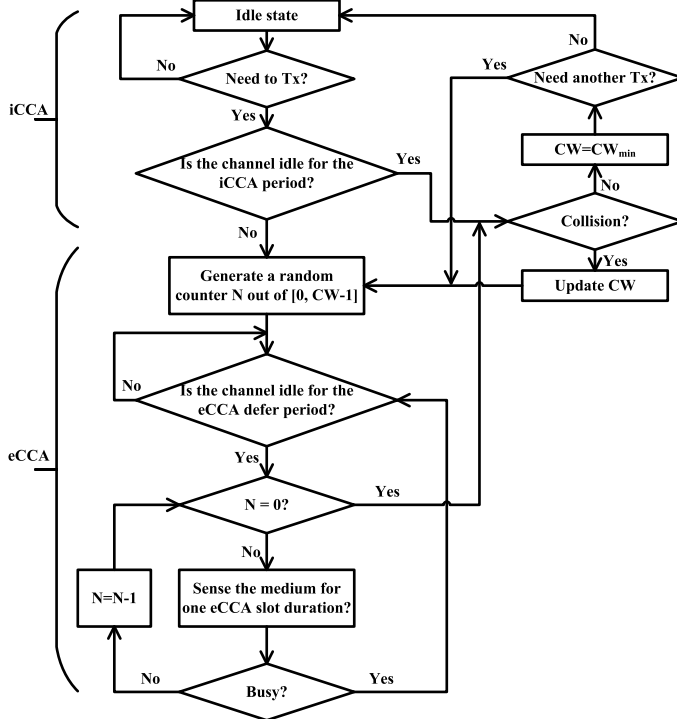 Idle state
No
No
Need to Tx?
Yes
Need another Tx?
iCCA
Yes
CW=CWmin
Is the channel idle for the
iCCA period?
Yes
No
Collision?
No
Yes
Generate a random
counter N out of [0, CW-1]
Update CW
No
Is the channel idle for the
eCCA defer period?
eCCA
Yes
N = 0?
Yes
No
N=N-1
Sense the medium for
one eCCA slot duration?
No
Busy?
Yes